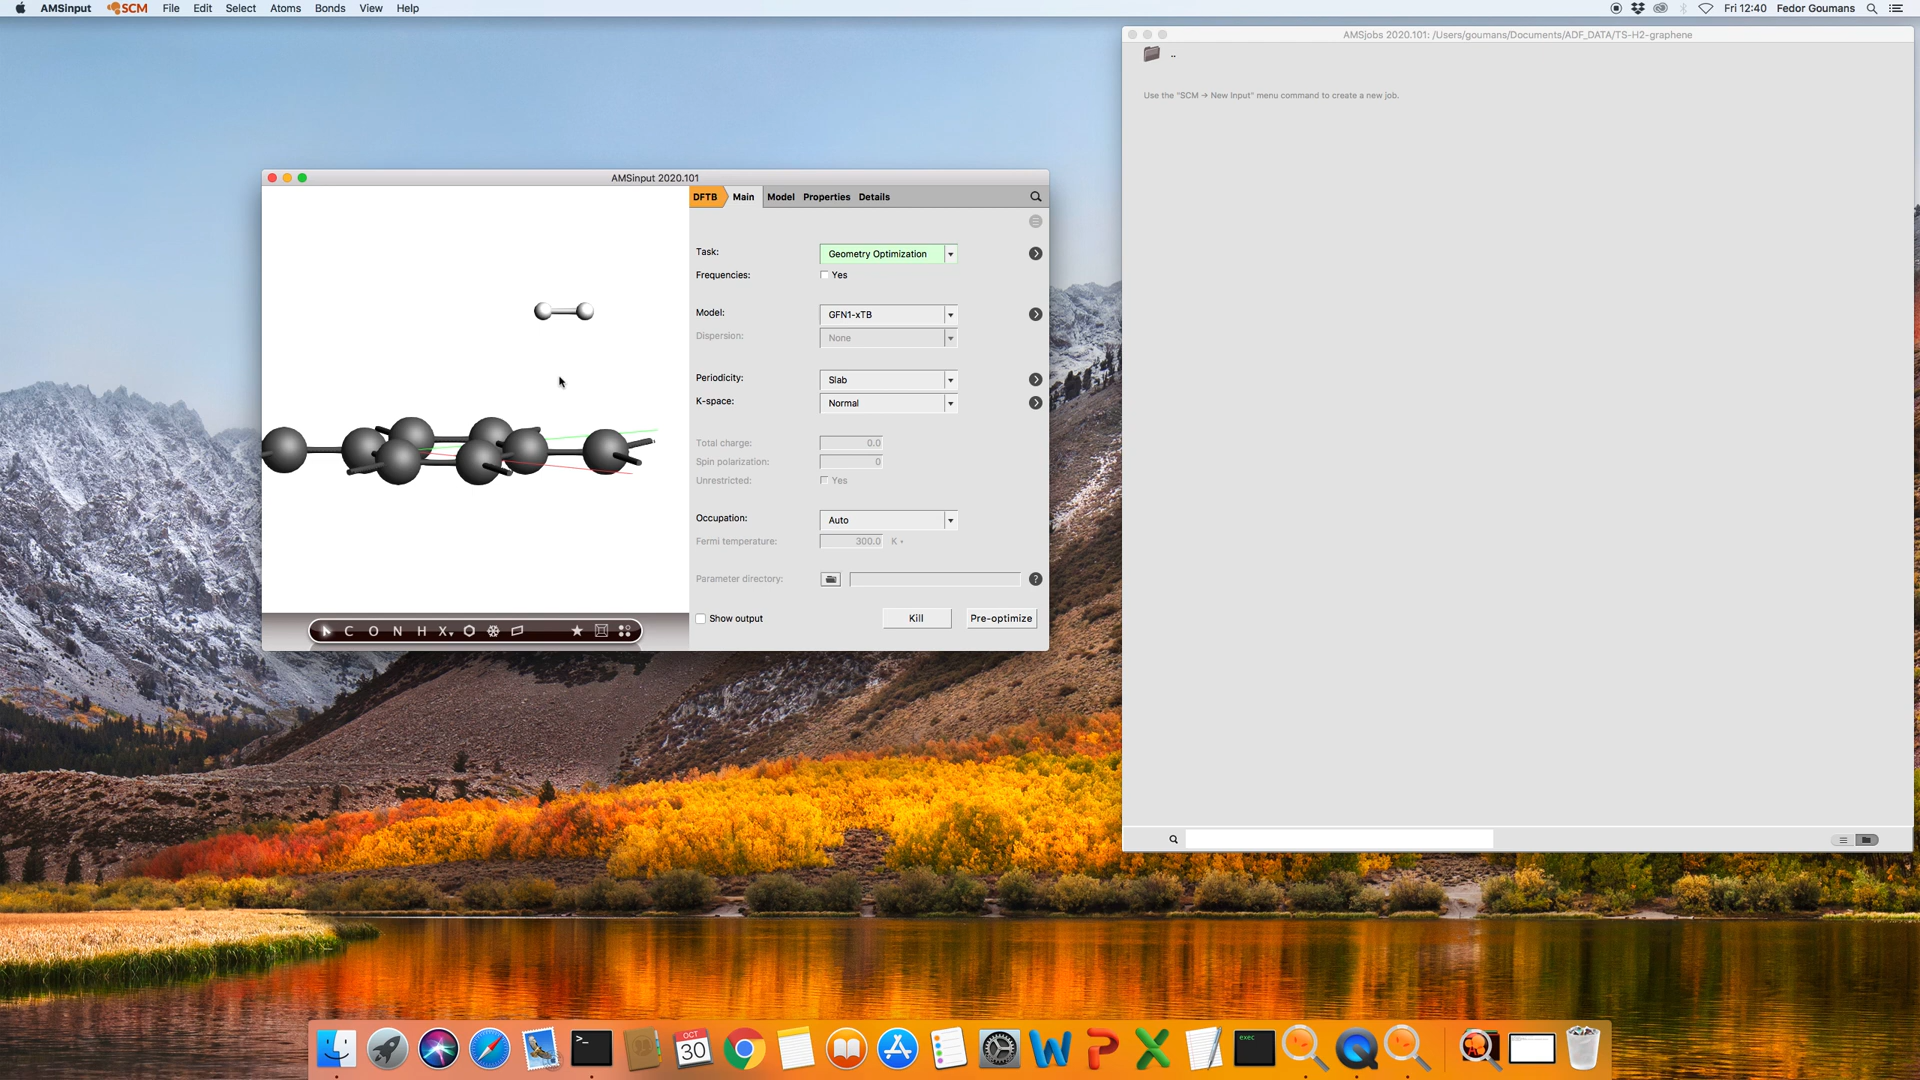 AMSinput SCM File Edit Select Atoms Bonds View Help
Fri 12:40 Fedor Goumans
AMSjobs 2020.101: /Users/goumans/Documents/ADF_DATA/TS-H2-graphene
..
Use the "SCM → New Input" menu command to create a new job.
AMSinput 2020.101
DFTB Main Model Properties Details
Task: Geometry Optimization
Frequencies: Yes
Model: GFN1-xTB
Dispersion: None
Periodicity: Slab
K-space: Normal
Total charge: 0.0
Spin polarization: 0
Unrestricted: Yes
Occupation: Auto
Fermi temperature: 300.0 K
Parameter directory: ?
Show output Kill Pre-optimize
C O N H X
OCT
30
>_
exec